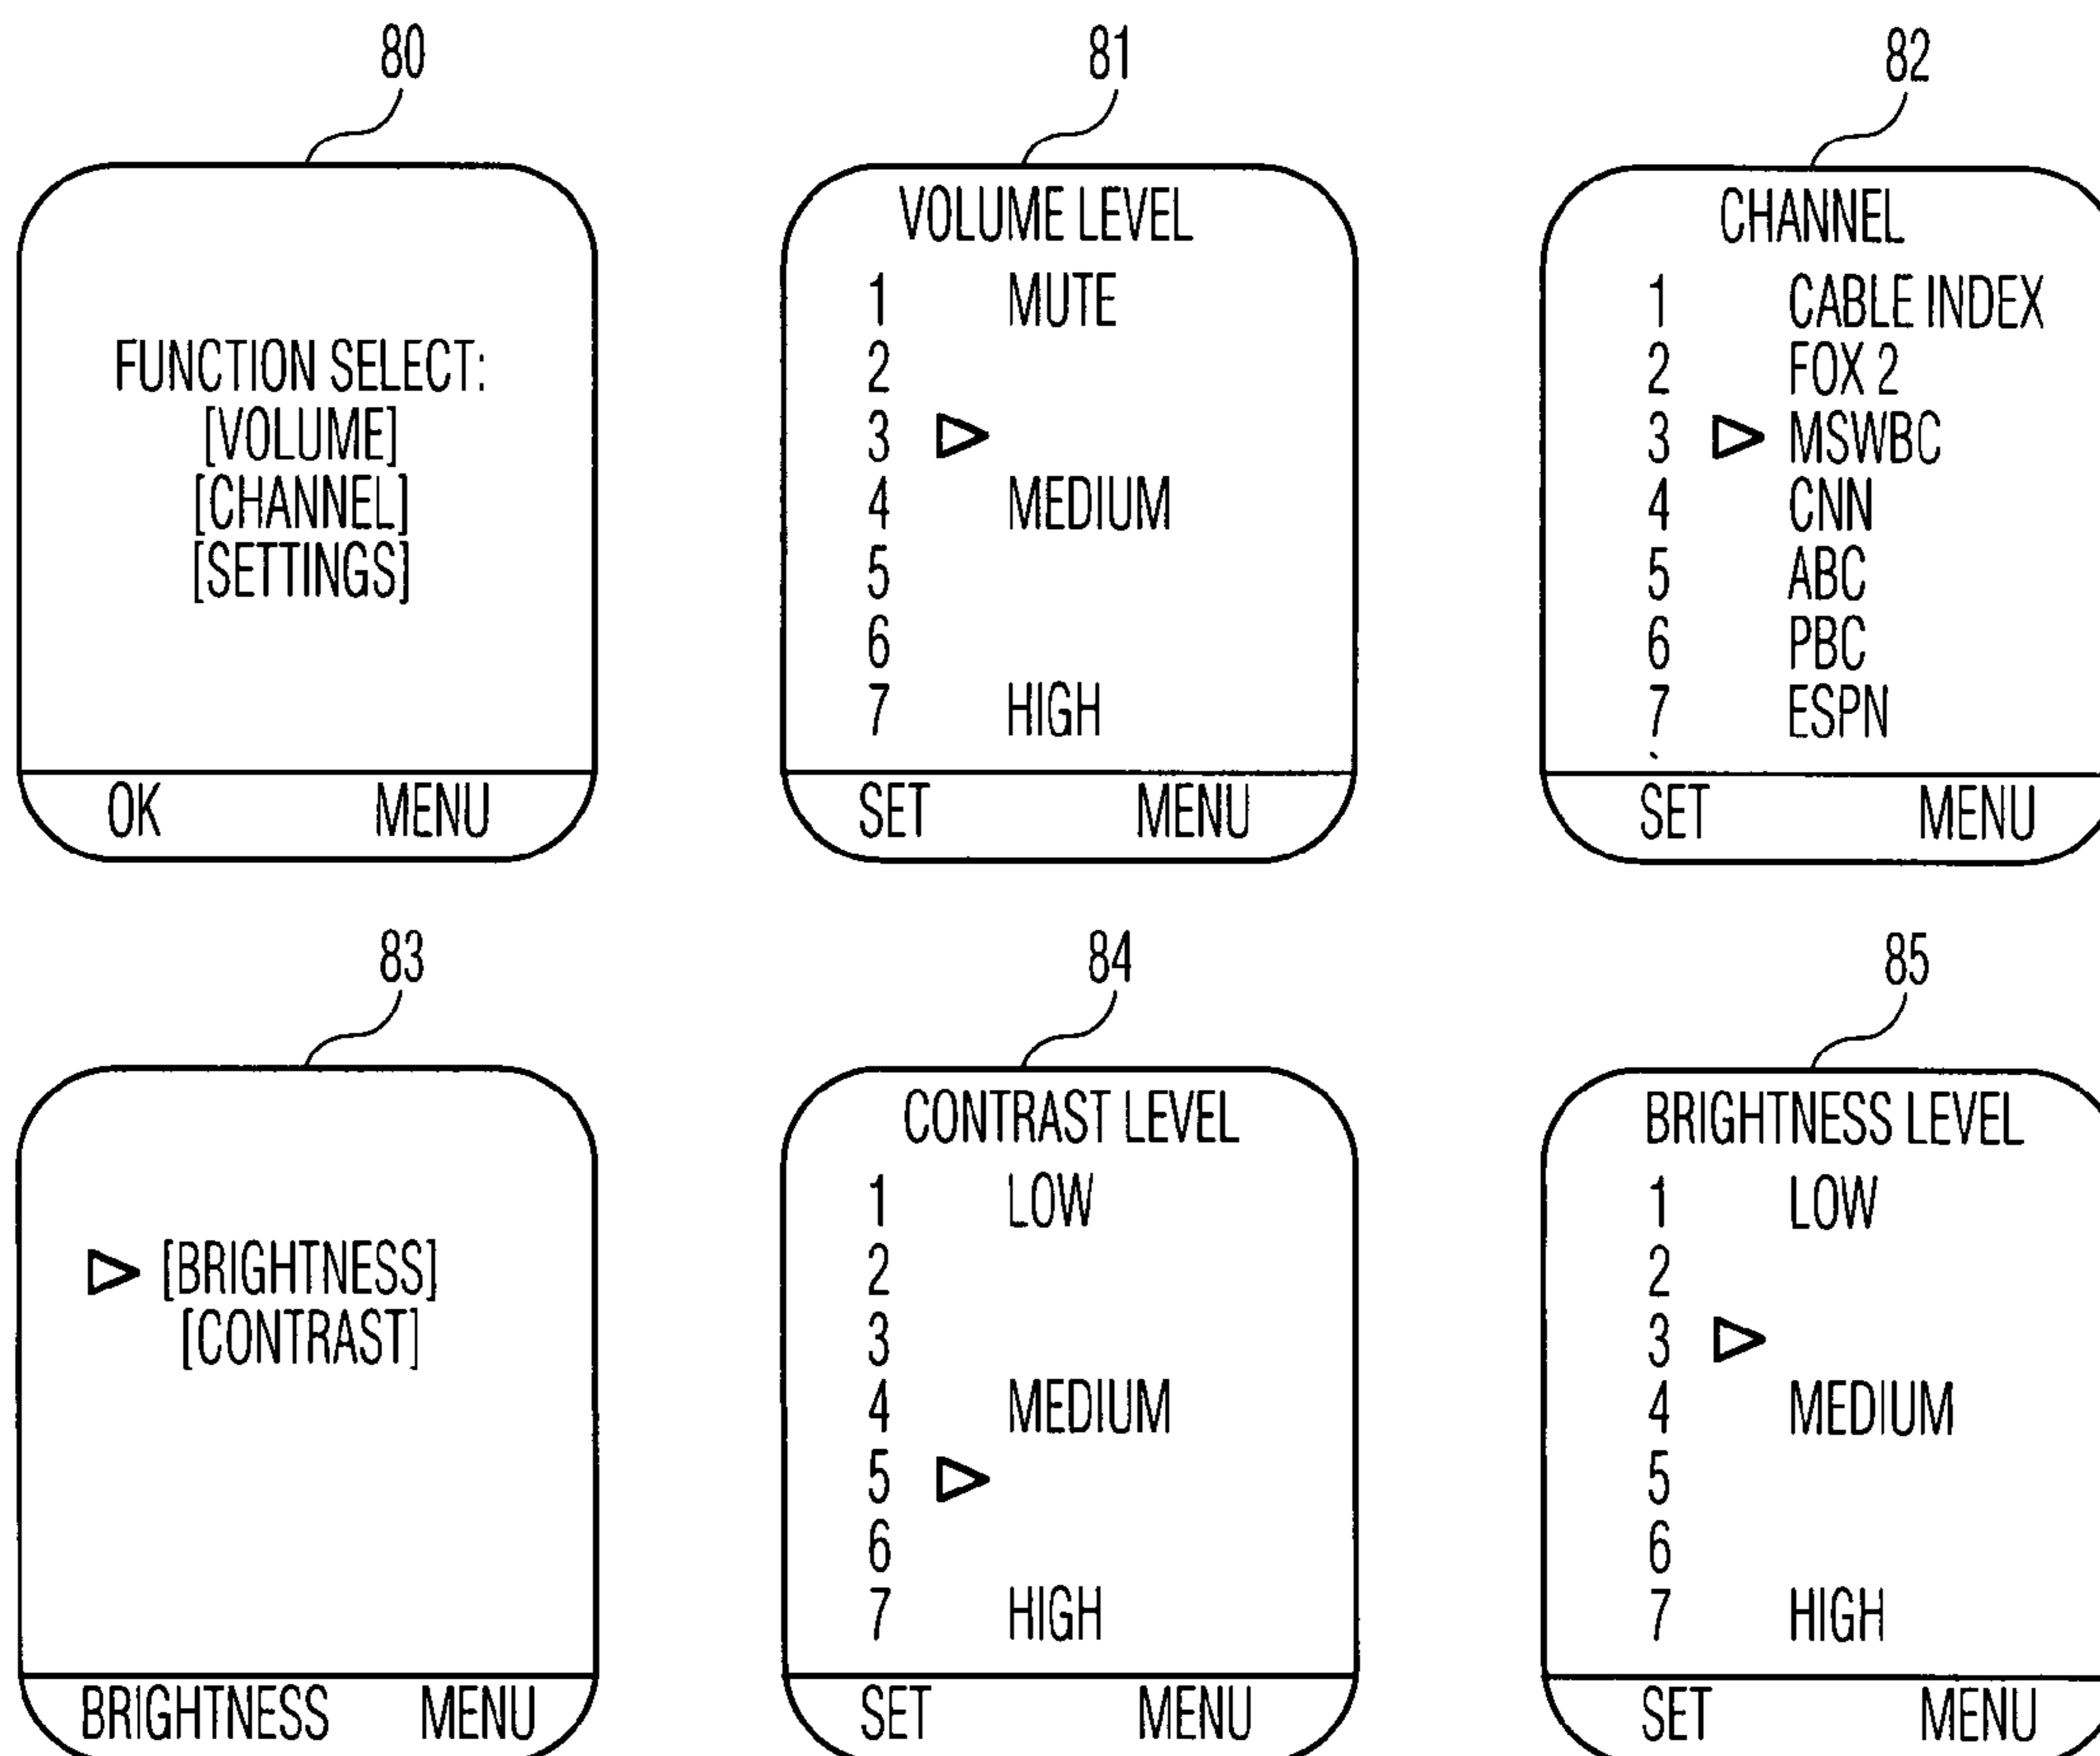 80
FUNCTION SELECT:
[VOLUME]
[CHANNEL]
[SETTINGS]
OK MENU
81
VOLUME LEVEL
1 MUTE
2
3
4 MEDIUM
5
6
7 HIGH
SET MENU
82
CHANNEL
1 CABLE INDEX
2 FOX 2
3 MSWBC
4 CNN
5 ABC
6 PBC
7 ESPN
SET MENU
83
[BRIGHTNESS]
[CONTRAST]
BRIGHTNESS MENU
84
CONTRAST LEVEL
1 LOW
2
3
4 MEDIUM
5
6
7 HIGH
SET MENU
85
BRIGHTNESS LEVEL
1 LOW
2
3
4 MEDIUM
5
6
7 HIGH
SET MENU